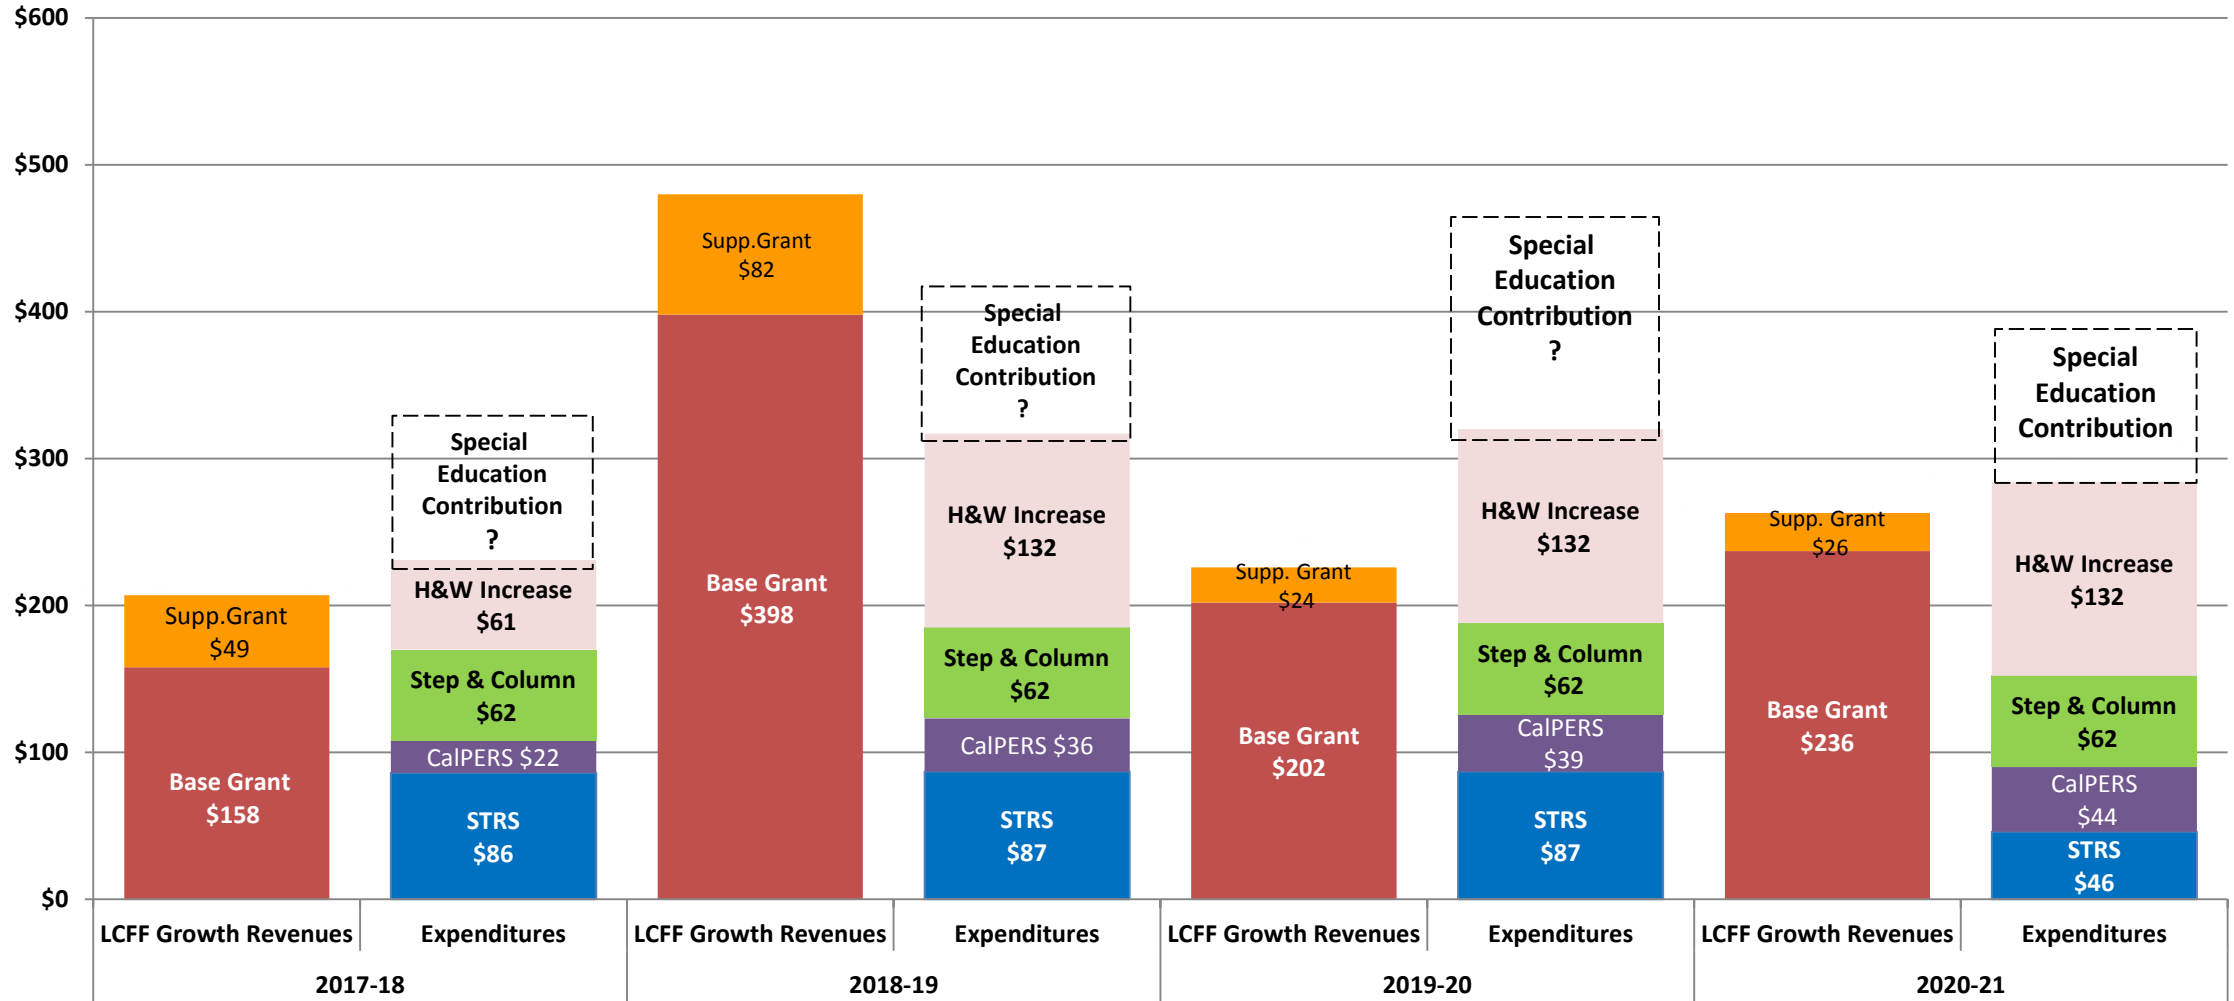 $600
$500
$400
$300
$200
$100
$0
Supp.Grant
$49
Base Grant
$158
Special
Education
Contribution
?
H&W Increase
$61
Step & Column
$62
CalPERS $22
STRS
$86
Supp.Grant
$82
Base Grant
$398
Special
Education
Contribution
?
H&W Increase
$132
Step & Column
$62
CalPERS $36
STRS
$87
Supp. Grant
$24
Base Grant
$202
Special
Education
Contribution
?
H&W Increase
$132
Step & Column
$62
CalPERS
$39
STRS
$87
Supp. Grant
$26
Base Grant
$236
Special
Education
Contribution
H&W Increase
$132
Step & Column
$62
CalPERS
$44
STRS
$46
LCFF Growth Revenues
Expenditures
LCFF Growth Revenues
Expenditures
LCFF Growth Revenues
Expenditures
LCFF Growth Revenues
Expenditures
2017-18
2018-19
2019-20
2020-21